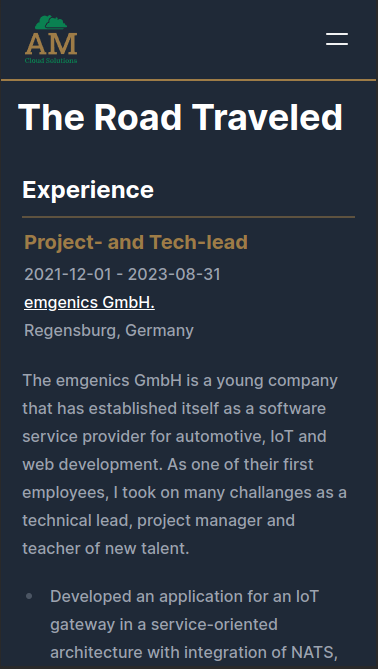 AM
Cloud Solutions
The Road Traveled
Experience
Project- and Tech-lead
2021-12-01 - 2023-08-31
emgenics GmbH.
Regensburg, Germany
The emgenics GmbH is a young company
that has established itself as a software
service provider for automotive, IoT and
web development. As one of their first
employees, I took on many challanges as a
technical lead, project manager and
teacher of new talent.
Developed an application for an IoT
gateway in a service-oriented
architecture with integration of NATS,